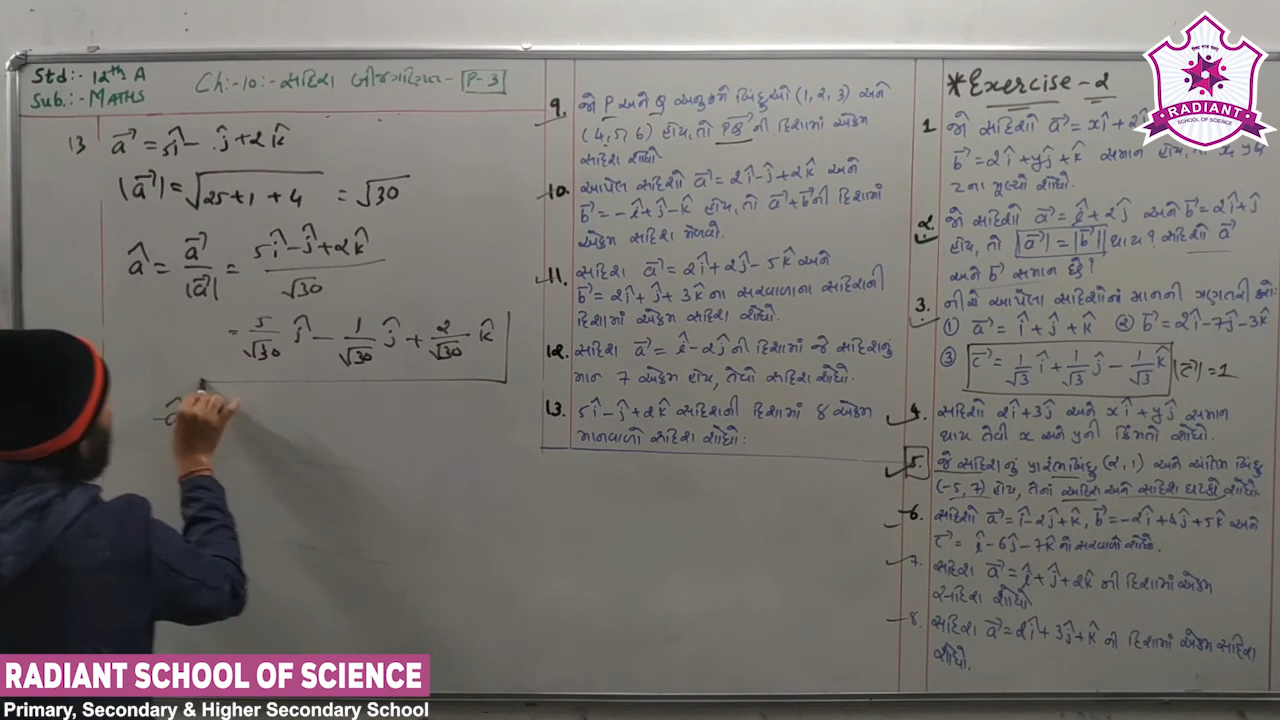 Std:- 12th A
Sub.:- MATHS
Ch:-10:- સદિશ બીજગણિત- P-3
13 a⃗ = 5î - ĵ + 2k̂
|a⃗| = √25+1+4 = √30
â = a⃗/|a⃗| = 5î - ĵ + 2k̂/√30
= 5/√30 î - 1/√30 ĵ + 2/√30 k̂
9. જો P અને Q અનુક્રમે બિંદુઓ (1,2,3) અને
(4,5,6) હોય, તો PQ⃗ ની દિશામાં એકમ
સદિશ શોધો
10. આપેલ સદિશો a⃗ = 2î-ĵ+2k̂ અને
b⃗ = -î+ĵ-k̂ હોય, તો a⃗+b⃗ની દિશામાં
એકમ સદિશ મેળવો.
11. સદિશ a⃗ = 2î+2ĵ-5k̂ અને
b⃗ = 2î+ĵ+3k̂ ના સરવાળાના સદિશની
દિશામાં એકમ સદિશ શોધો.
12. સદિશ a⃗ = î-2ĵ ની દિશામાં જે સદિશનું
માન 7 એકમ હોય, તેવો સદિશ શોધો.
13. 5î-ĵ+2k̂ સદિશની દિશામાં 8 એકમ
માનવાળો સદિશ શોધો:
*Exercise-2
1 જો સદિશો a⃗ = xî+2ĵ
b⃗ = 2î+yĵ+k̂ સમાન હોય, તો x, y
zના મૂલ્યો શોધો.
2. જો સદિશો a⃗ = î+2ĵ અને b⃗ = 2î+ĵ
હોય, તો |a⃗|=|b⃗| થાય? સદિશો a⃗
અને b⃗ સમાન છે?
3. નીચે આપેલા સદિશોનાં માનની ગણતરી કરો:
① a⃗ = î+ĵ+k̂ ② b⃗ = 2î-7ĵ-3k̂
③ c⃗ = 1/√3 î + 1/√3 ĵ - 1/√3 k̂ |c⃗|=1
4. સદિશો 2î+3ĵ અને xî+yĵ સમાન
થાય તેવી x અને yની કિંમતો શોધો.
5. જે સદિશનું પ્રારંભબિંદુ (2,1) અને અંતિમ બિંદુ
(-5,7) હોય, તેનાં અદિશ અને સદિશ ઘટકો શોધો.
6. સદિશો a⃗ = î-2ĵ+k̂, b⃗ = -2î+4ĵ+5k̂ અને
c⃗ = î-6ĵ-7k̂નો સરવાળો શોધો.
7. સદિશ a⃗ = î+ĵ+2k̂ ની દિશામાં એકમ
સદિશ શોધો
8. સદિશ a⃗ = 2î+3ĵ+k̂ ની દિશામાં એકમ સદિશ
શોધો.
RADIANT
SCHOOL OF SCIENCE
RADIANT SCHOOL OF SCIENCE
Primary, Secondary & Higher Secondary School